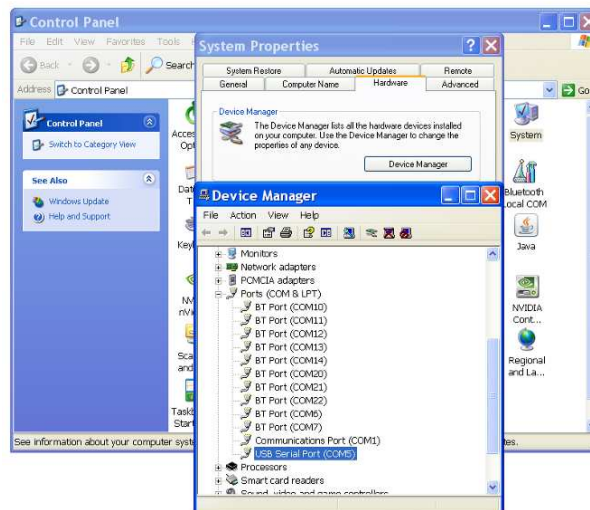 Control Panel
File Edit View Favorites Tools
Back
Search
Address Control Panel
Go
Control Panel
Switch to Category View
See Also
Windows Update
Help and Support
System
Bluetooth
Local COM
Java
NVIDIA
Cont...
Regional
and La...
See information about your computer
System Properties
System Restore Automatic Updates Remote
General Computer Name Hardware Advanced
Device Manager
The Device Manager lists all the hardware devices installed
on your computer. Use the Device Manager to change the
properties of any device.
Device Manager
Device Manager
File Action View Help
Monitors
Network adapters
PCMCIA adapters
Ports (COM & LPT)
BT Port (COM10)
BT Port (COM11)
BT Port (COM12)
BT Port (COM13)
BT Port (COM14)
BT Port (COM20)
BT Port (COM21)
BT Port (COM22)
BT Port (COM6)
BT Port (COM7)
Communications Port (COM1)
USB Serial Port (COM5)
Processors
Smart card readers
Sound, video and game controllers